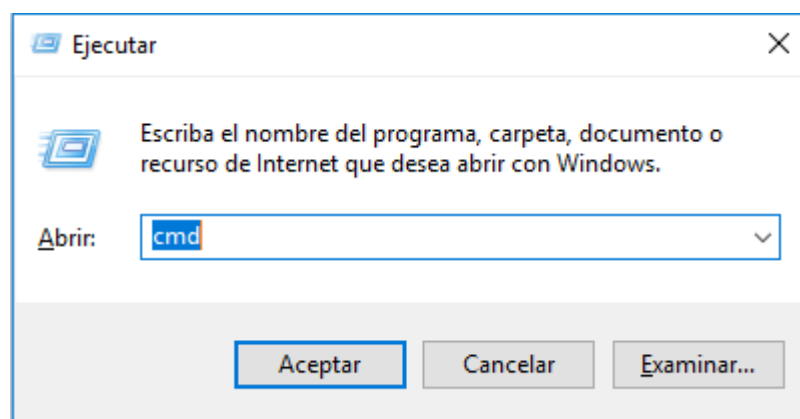 Ejecutar
Escriba el nombre del programa, carpeta, documento o
recurso de Internet que desea abrir con Windows.
Abrir: cmd
Aceptar Cancelar Examinar...